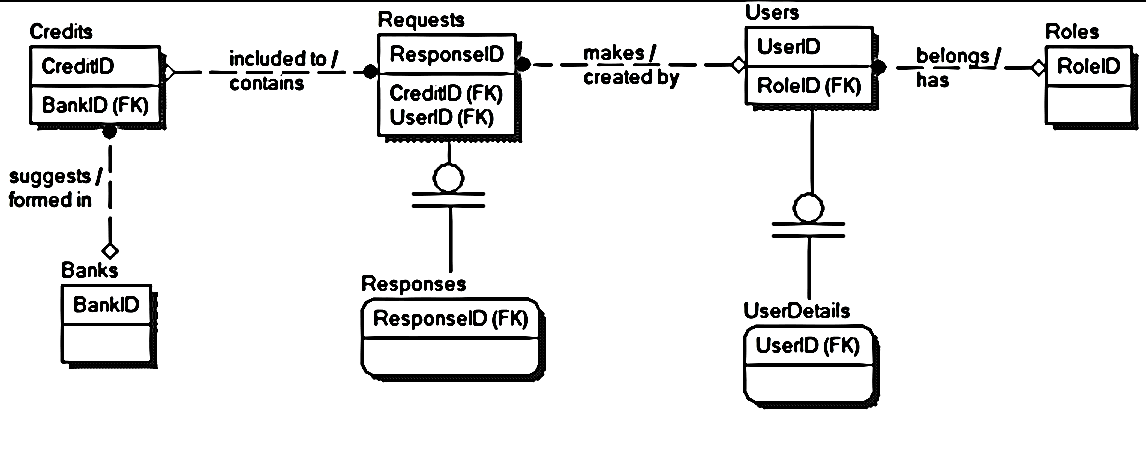 Credits
CreditID
BankID (FK)
included to /
contains
Requests
ResponseID
CreditID (FK)
UserID (FK)
makes /
created by
Users
UserID
RoleID (FK)
belongs /
has
Roles
RoleID
suggests /
formed in
Banks
BankID
Responses
ResponseID (FK)
UserDetails
UserID (FK)